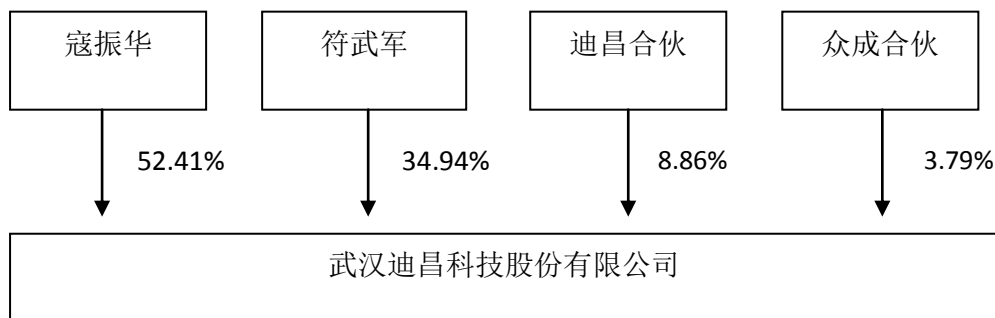 寇振华 符武军 迪昌合伙 众成合伙
52.41% 34.94% 8.86% 3.79%
武汉迪昌科技股份有限公司